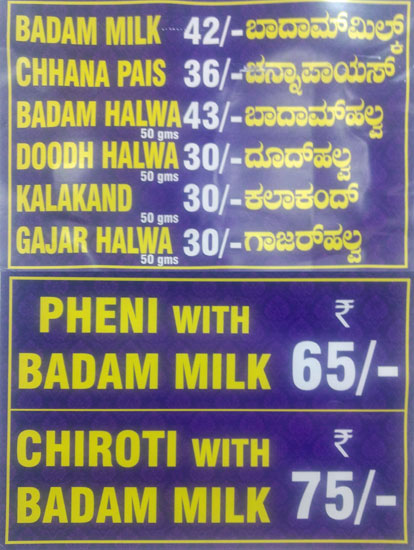 BADAM MILK 42/- ಬಾದಾಮ್‌ಮಿಲ್ಕ್
CHHANA PAIS 36/- ಚನ್ನಾಪಾಯಸ್
BADAM HALWA 43/- ಬಾದಾಮ್‌ಹಲ್ವ
50 gms
DOODH HALWA 30/- ದೂದ್‌ಹಲ್ವ
50 gms
KALAKAND 30/- ಕಲಾಕಂದ್
50 gms
GAJAR HALWA 30/- ಗಾಜರ್‌ಹಲ್ವ
50 gms
PHENI WITH ₹
BADAM MILK 65/-
CHIROTI WITH ₹
BADAM MILK 75/-